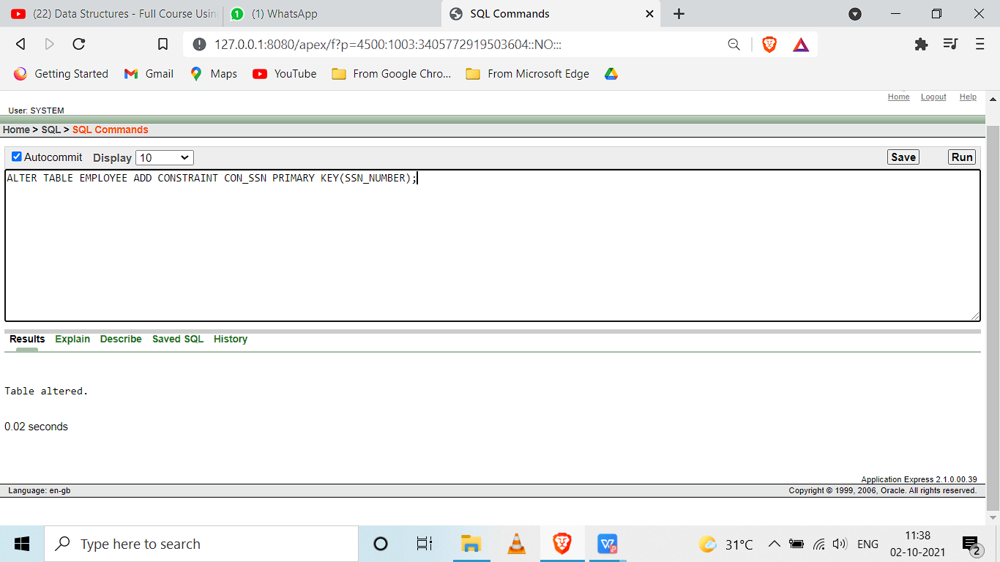 (22) Data Structures - Full Course Usin
(1) WhatsApp
SQL Commands
127.0.0.1:8080/apex/f?p=4500:1003:3405772919503604::NO:::
Getting Started
Gmail
Maps
YouTube
From Google Chro...
From Microsoft Edge
Home Logout Help
User: SYSTEM
Home > SQL > SQL Commands
Autocommit Display 10 Save Run
ALTER TABLE EMPLOYEE ADD CONSTRAINT CON_SSN PRIMARY KEY(SSN_NUMBER);
Results Explain Describe Saved SQL History
Table altered.
0.02 seconds
Application Express 2.1.0.00.39
Language: en-gb
Copyright © 1999, 2006, Oracle. All rights reserved.
Type here to search
31°C
ENG
11:38
02-10-2021
2